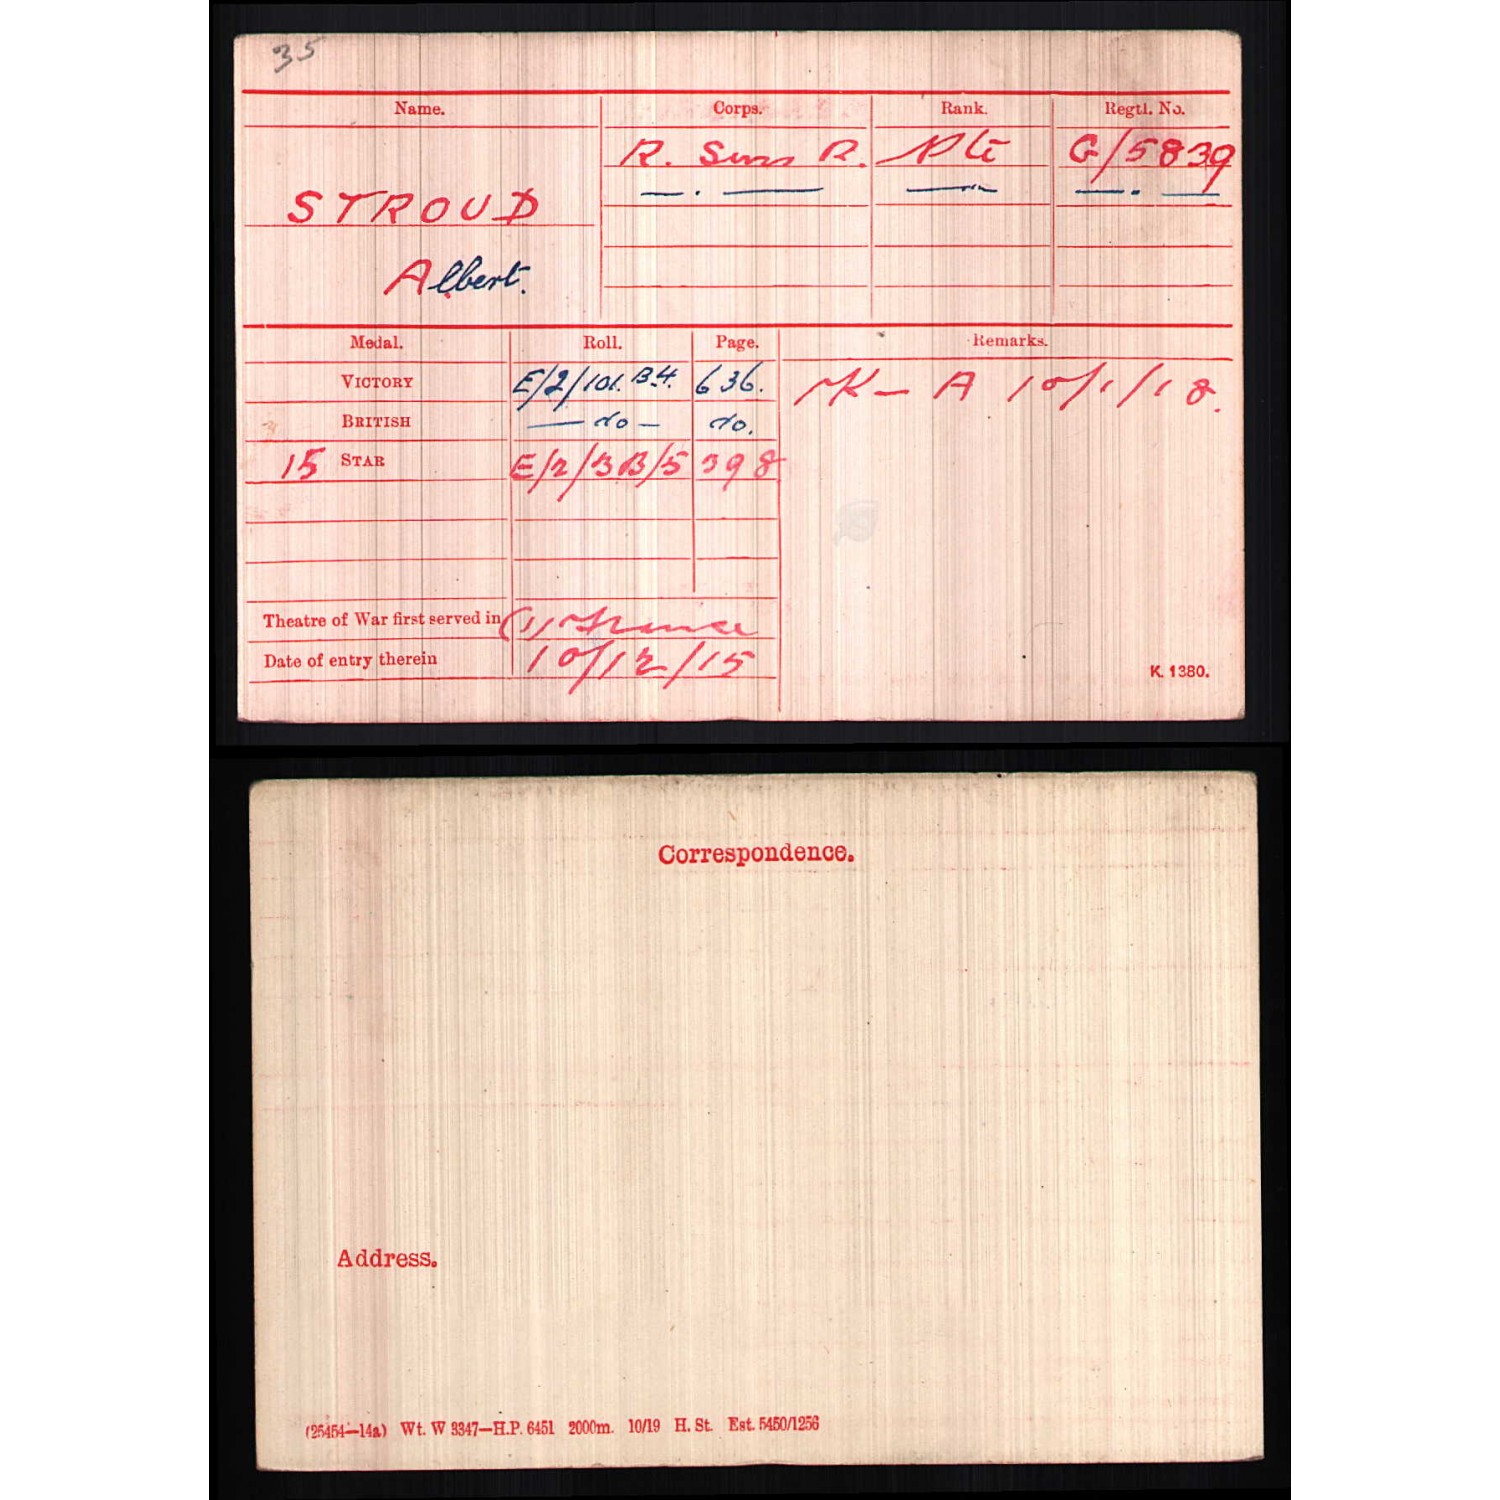 35
Name. Corps. Rank. Regtl. No.
R. Suss R. Pte G/5839
— . — — — . —
STROUD
Albert.
Medal. Roll. Page. Remarks.
VICTORY E/2/101. B4. 636. K — A 10/1/18.
BRITISH — do — do.
15 STAR E/2/3B/5 398
Theatre of War first served in (1) France
Date of entry therein 10/12/15
K. 1380.
Correspondence.
Address.
(25454—14a) Wt. W 3347—H.P. 6451 2000m. 10/19 H. St. Est. 5450/1256